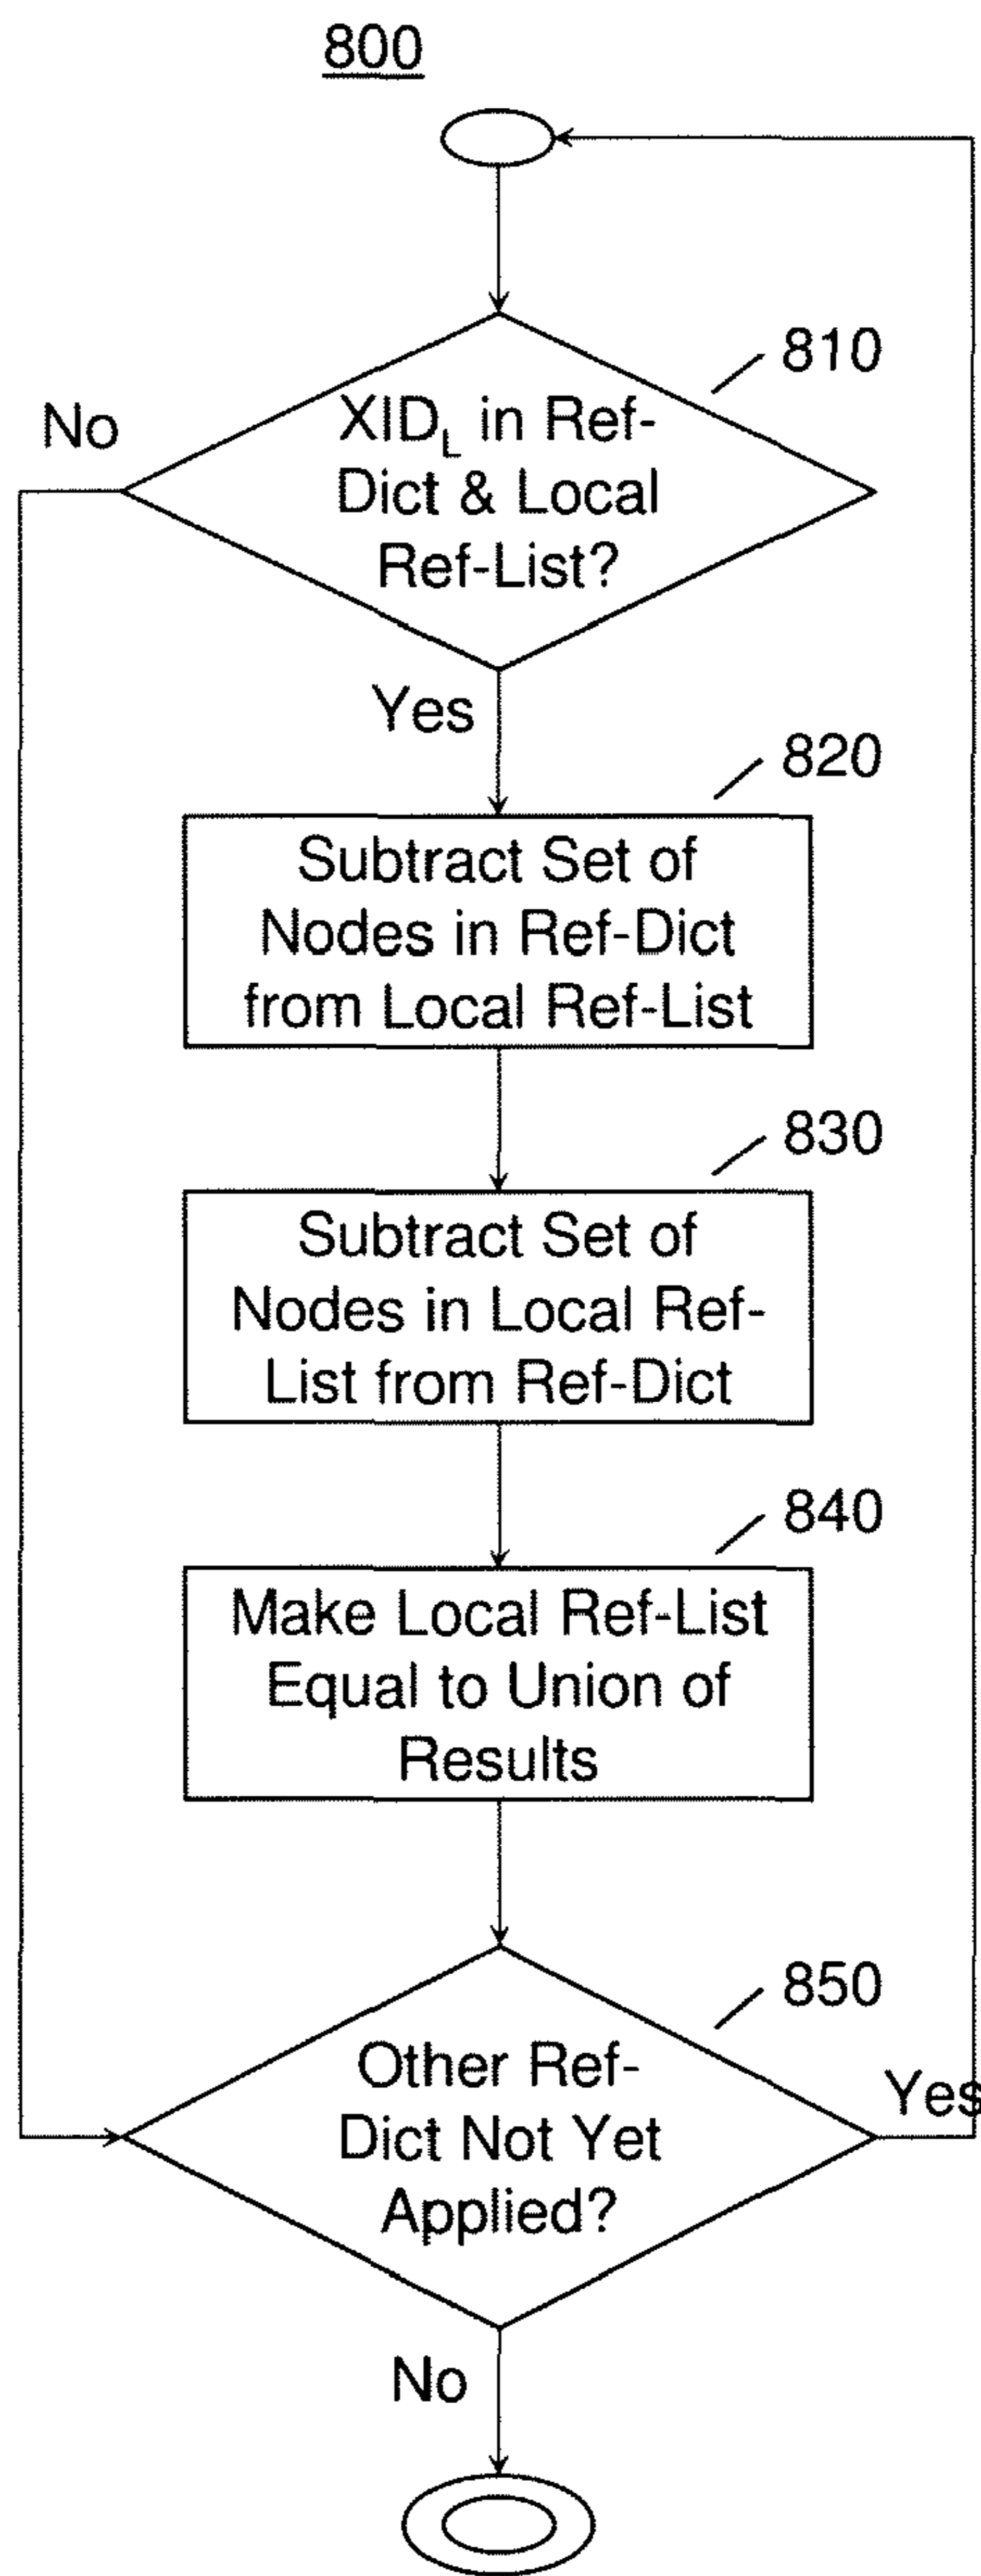 800
810
No
XID_L in Ref-
Dict & Local
Ref-List?
Yes
820
Subtract Set of
Nodes in Ref-Dict
from Local Ref-List
830
Subtract Set of
Nodes in Local Ref-
List from Ref-Dict
840
Make Local Ref-List
Equal to Union of
Results
850
Other Ref-
Dict Not Yet
Applied?
Yes
No